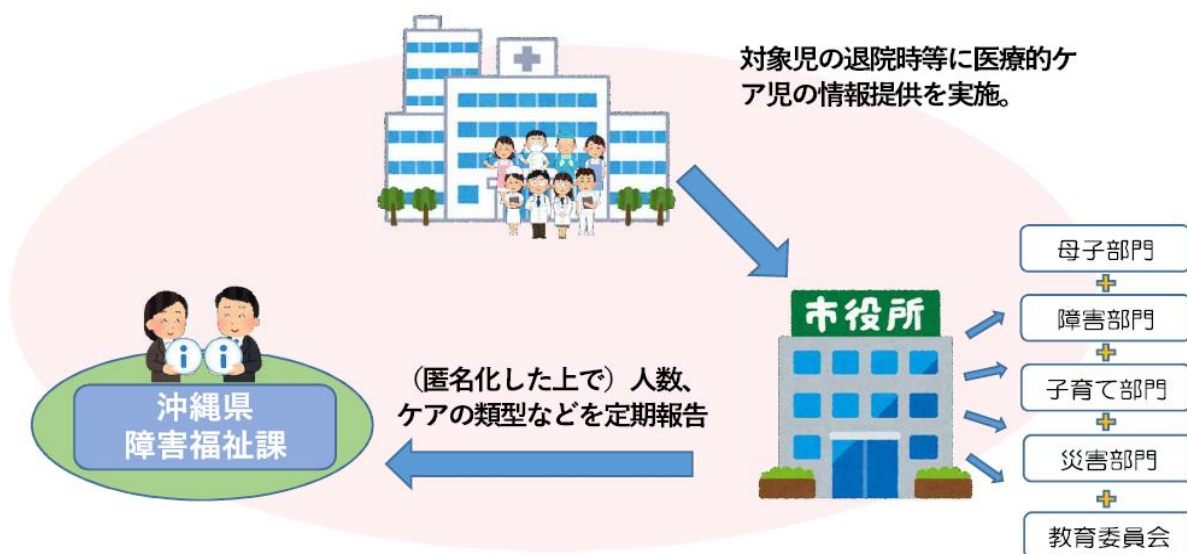 対象児の退院時等に医療的ケ
ア児の情報提供を実施。
母子部門
+
障害部門
+
子育て部門
+
災害部門
+
教育委員会
市役所
(匿名化した上で)人数、
ケアの類型などを定期報告
i i
沖縄県
障害福祉課